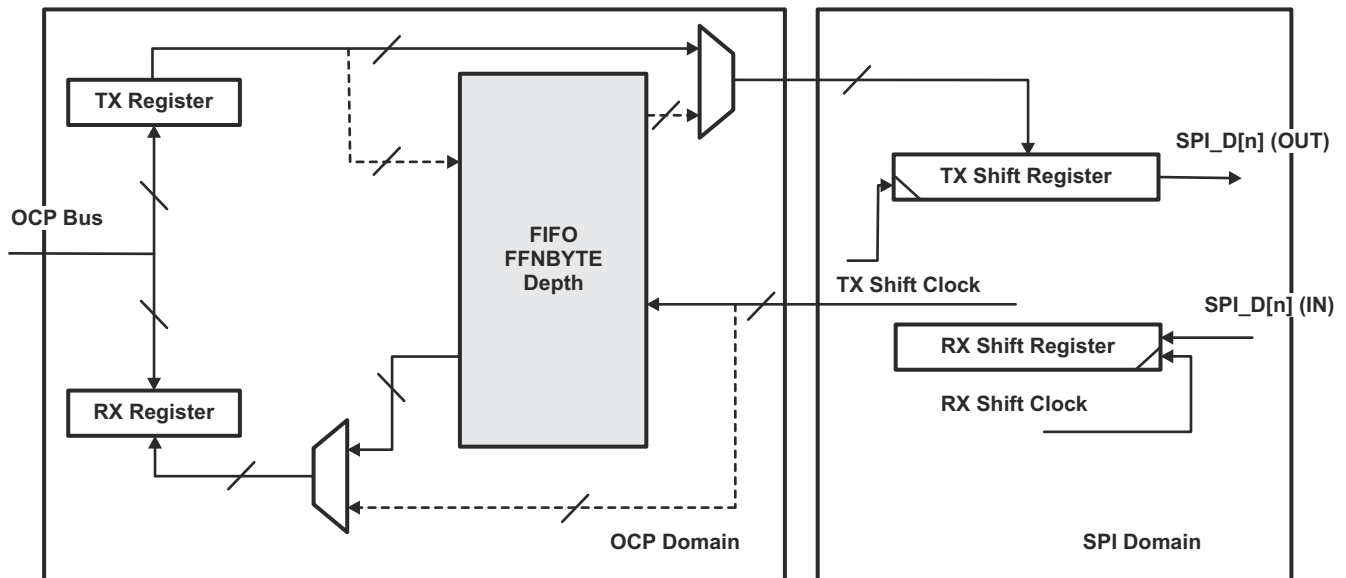 TX Register
SPI_D[n] (OUT)
TX Shift Register
OCP Bus
FIFO
FFNBYTE
Depth
TX Shift Clock
SPI_D[n] (IN)
RX Shift Register
RX Register
RX Shift Clock
OCP Domain
SPI Domain